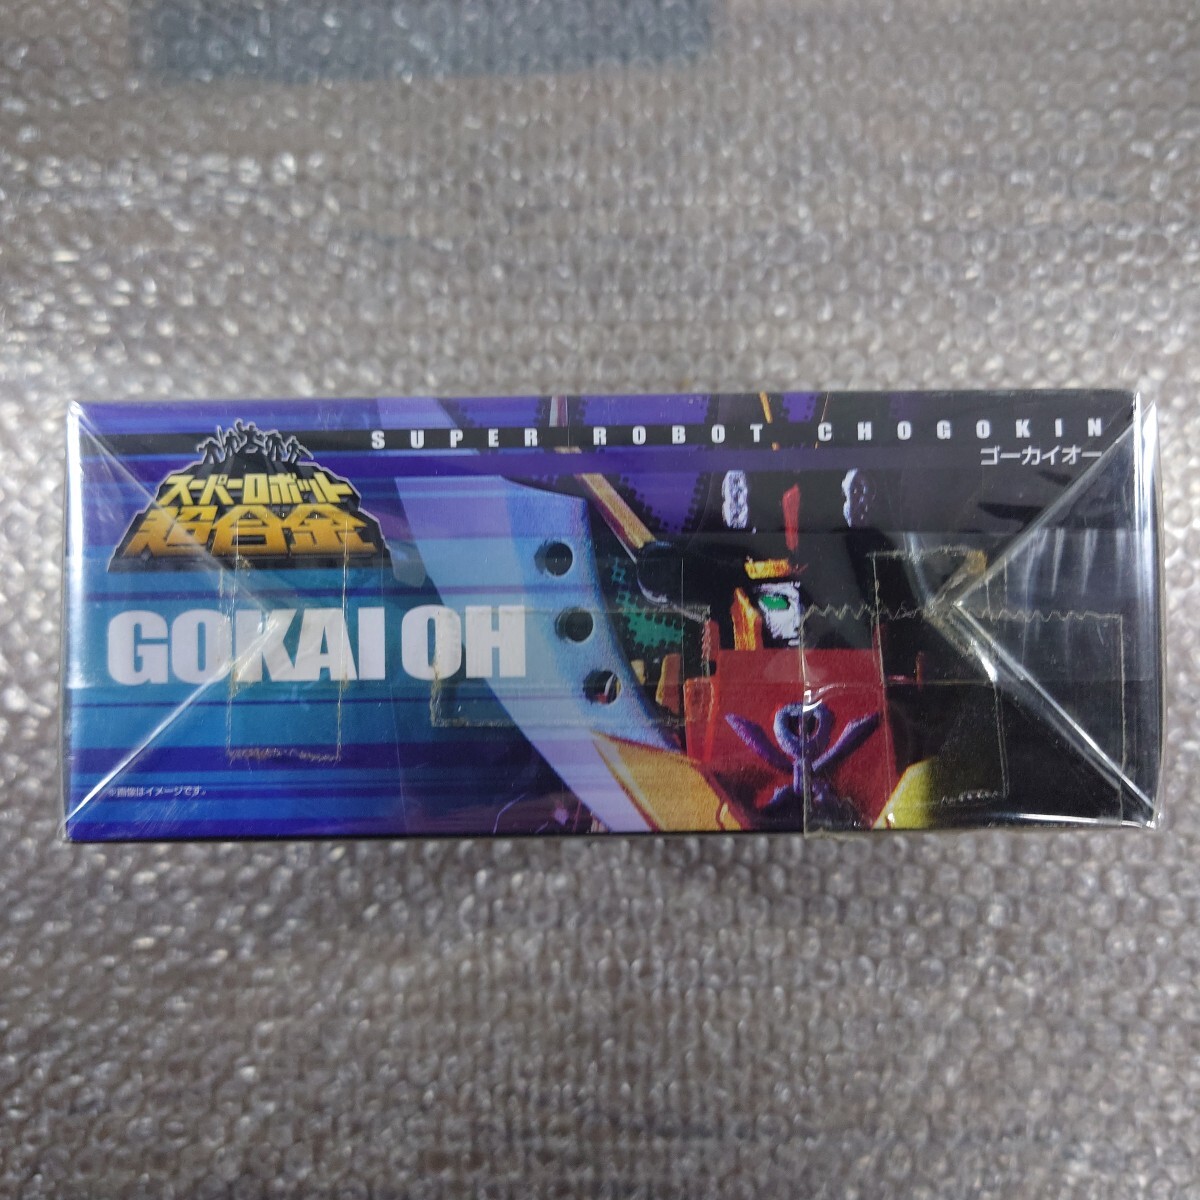 SUPER ROBOT CHOGOKIN
ゴーカイオー
スーパーロボット
超合金
GOKAI OH
※画像はイメージです。